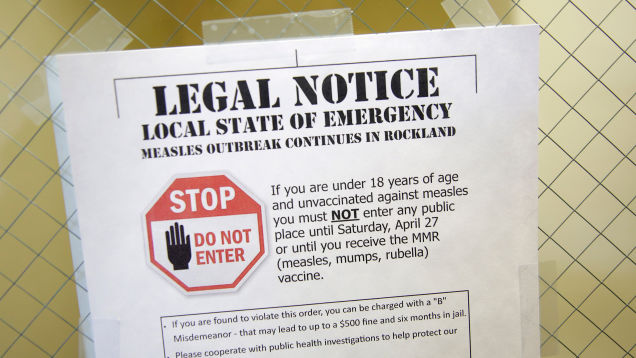 LEGAL NOTICE
LOCAL STATE OF EMERGENCY
MEASLES OUTBREAK CONTINUES IN ROCKLAND
STOP
DO NOT
ENTER
If you are under 18 years of age
and unvaccinated against measles
you must NOT enter any public
place until Saturday, April 27
or until you receive the MMR
(measles, mumps, rubella)
vaccine.
• If you are found to violate this order, you can be charged with a "B"
Misdemeanor - that may lead to up to a $500 fine and six months in jail.
• Please cooperate with public health investigations to help protect our